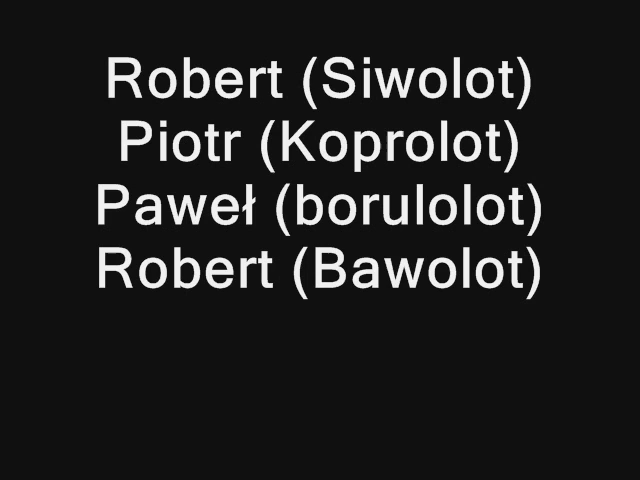 Robert (Siwolot)
Piotr (Koprolot)
Paweł (borulolot)
Robert (Bawolot)